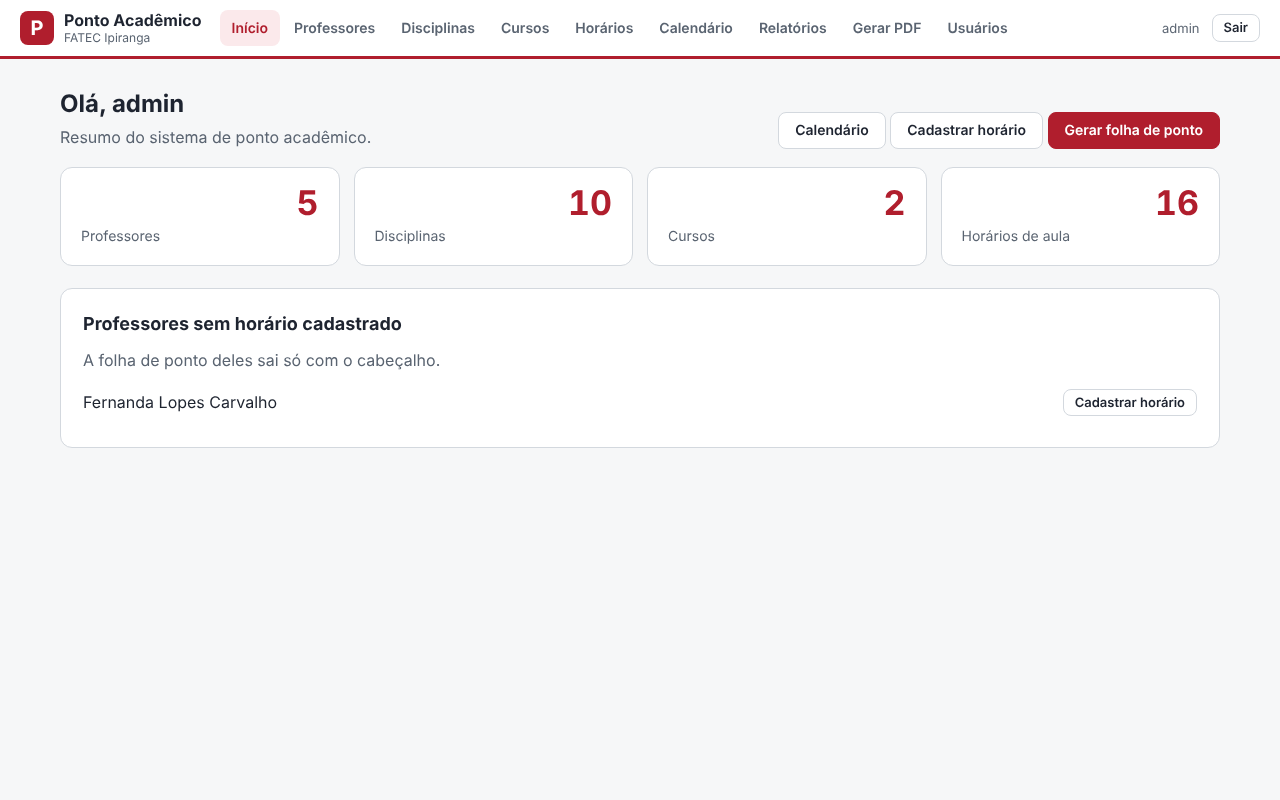 P
Ponto Acadêmico
FATEC Ipiranga
Início Professores Disciplinas Cursos Horários Calendário Relatórios Gerar PDF Usuários
admin Sair
Olá, admin
Resumo do sistema de ponto acadêmico.
Calendário Cadastrar horário Gerar folha de ponto
5
Professores
10
Disciplinas
2
Cursos
16
Horários de aula
Professores sem horário cadastrado
A folha de ponto deles sai só com o cabeçalho.
Fernanda Lopes Carvalho Cadastrar horário